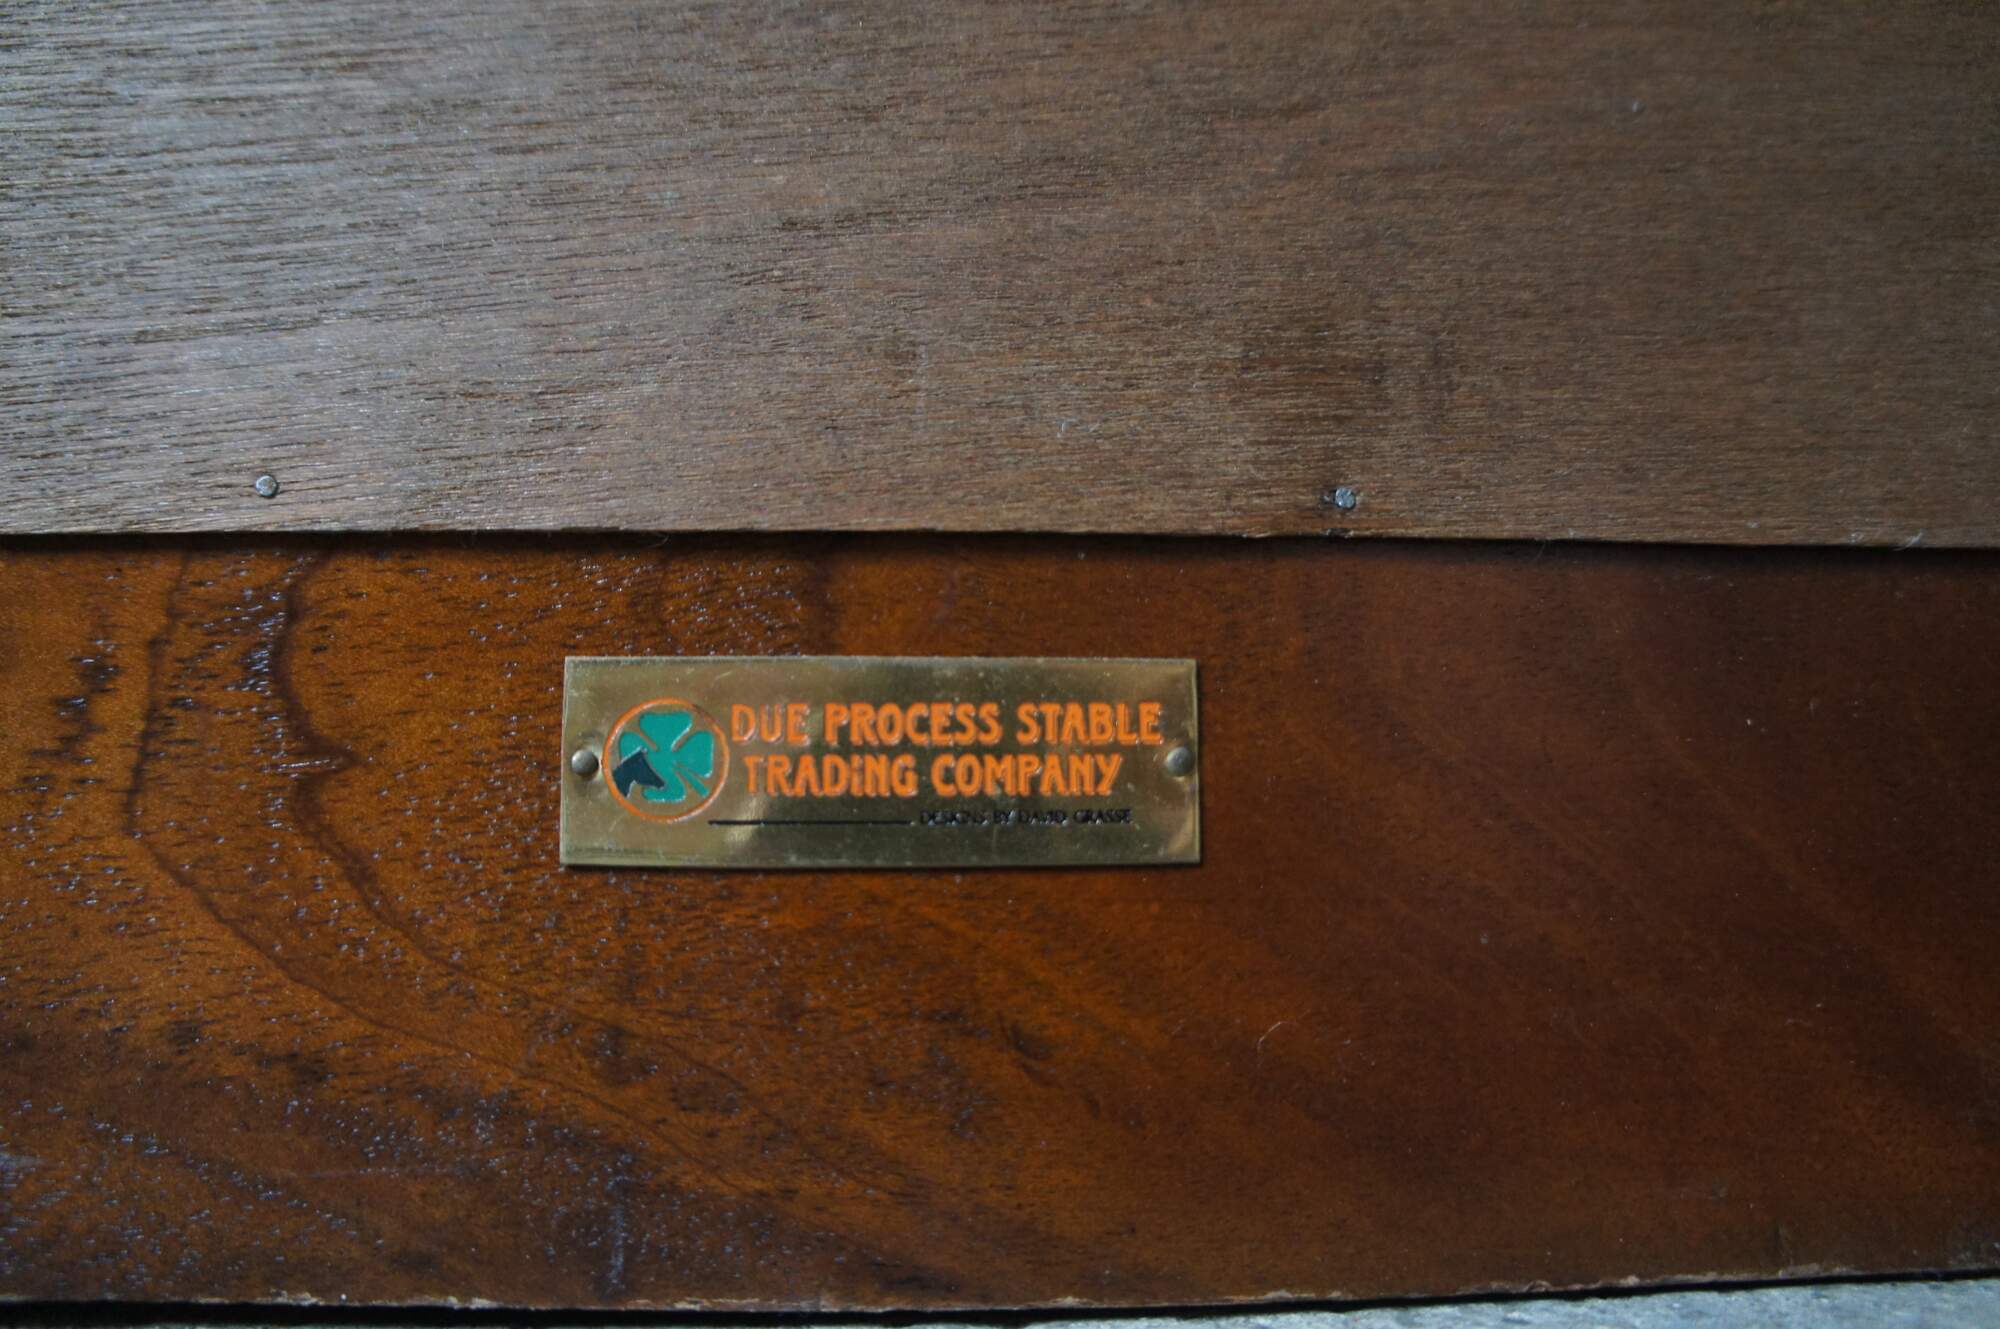 DUE PROCESS STABLE
TRADING COMPANY
DESIGNS BY DAVID GRASSE